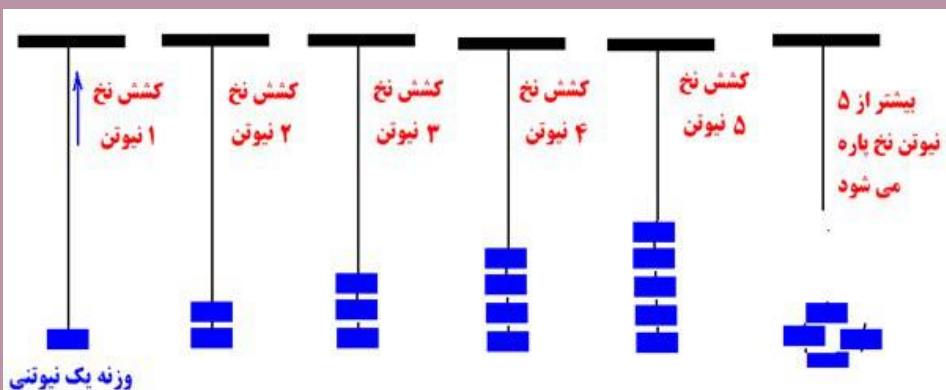 کشش نخ
۱ نیوتن
کشش نخ
۲ نیوتن
کشش نخ
۳ نیوتن
کشش نخ
۴ نیوتن
کشش نخ
۵ نیوتن
بیشتر از ۵
نیوتن نخ پاره
می شود
وزنه یک نیوتنی